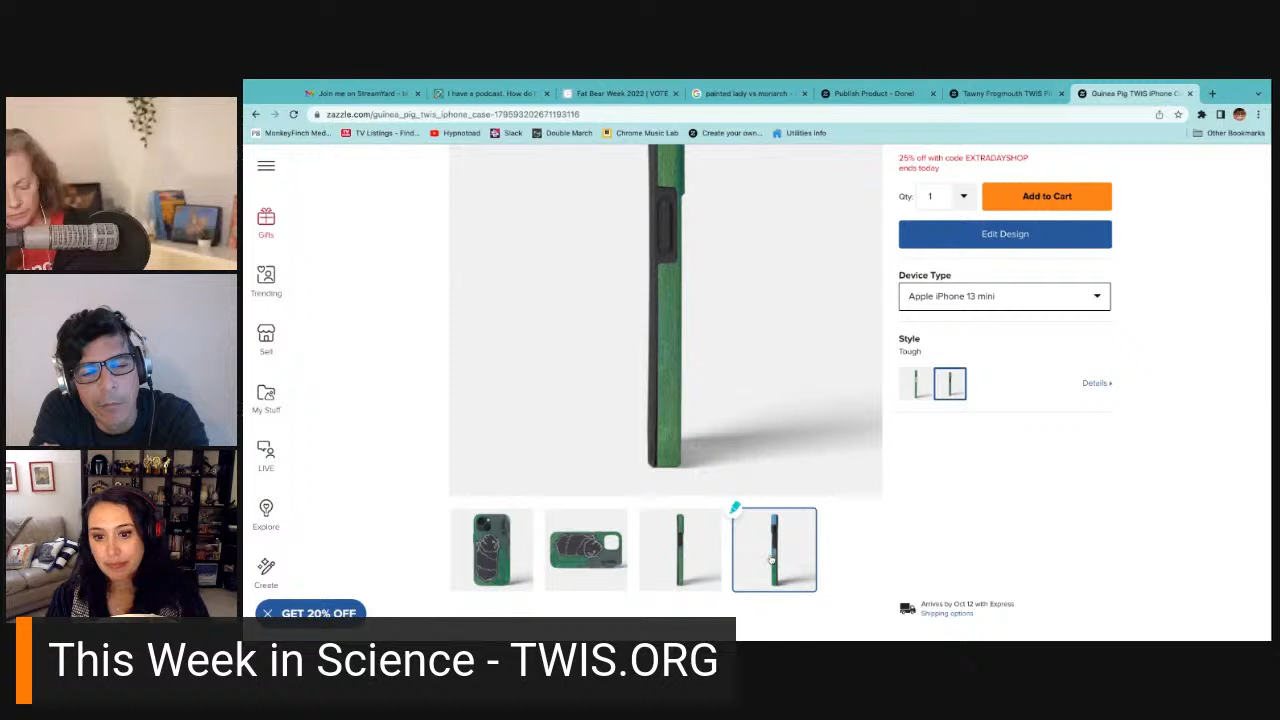 Join me on StreamYard - b
I have a podcast. How do I
Fat Bear Week 2022 | VOTE
painted lady vs monarch -
Publish Product - Done!
Tawny Frogmouth TWIS Pi
Guinea Pig TWIS iPhone C
zazzle.com/guinea_pig_twis_iphone_case-179593202671193116
MonkeyFinch Med...
TV Listings - Find...
Hypnotoad
Slack
Double March
Chrome Music Lab
Create your own...
Utilities Info
Other Bookmarks
25% off with code EXTRADAYSHOP
ends today
Qty:
1
Add to Cart
Gifts
Edit Design
Device Type
Trending
Apple iPhone 13 mini
Style
Sell
Tough
Details
My Stuff
LIVE
Explore
Create
Arrives by Oct 12 with Express
Shipping options
GET 20% OFF
This Week in Science - TWIS.ORG